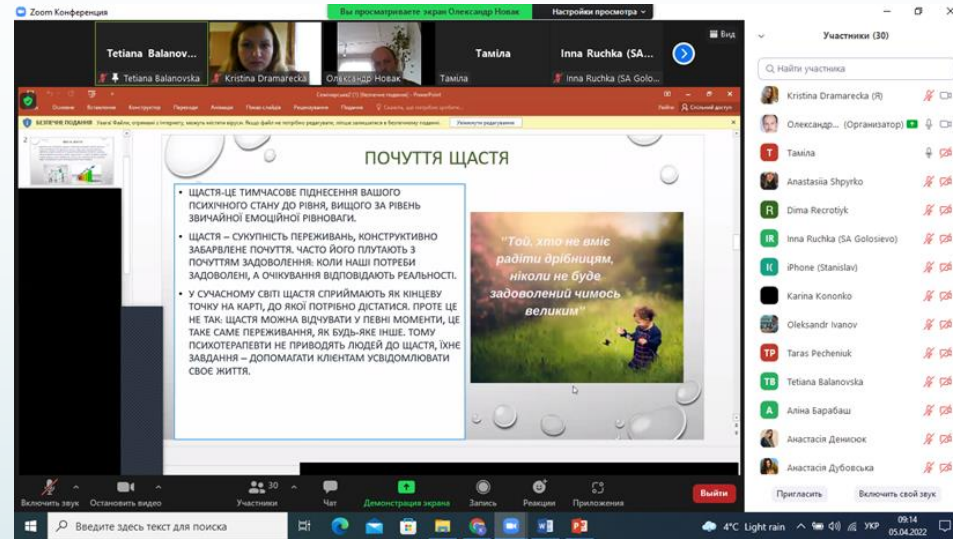 Zoom Конференция
Вы просматриваете экран Олександр Новак
Настройки просмотра
Вид
Tetiana Balanov...
Таміла
Inna Ruchka (SA...
Tetiana Balanovska
Kristina Dramarecka
Олександр Новак
Таміла
Inna Ruchka (SA Golo...
ПОЧУТТЯ ЩАСТЯ
• ЩАСТЯ-ЦЕ ТИМЧАСОВЕ ПІДНЕСЕННЯ ВАШОГО
ПСИХІЧНОГО СТАНУ ДО РІВНЯ, ВИЩОГО ЗА РІВЕНЬ
ЗВИЧАЙНОЇ ЕМОЦІЙНОЇ РІВНОВАГИ.
• ЩАСТЯ – СУКУПНІСТЬ ПЕРЕЖИВАНЬ, КОНСТРУКТИВНО
ЗАБАРВЛЕНЕ ПОЧУТТЯ. ЧАСТО ЙОГО ПЛУТАЮТЬ З
ПОЧУТТЯМ ЗАДОВОЛЕННЯ: КОЛИ НАШІ ПОТРЕБИ
ЗАДОВОЛЕНІ, А ОЧІКУВАННЯ ВІДПОВІДАЮТЬ РЕАЛЬНОСТІ.
• У СУЧАСНОМУ СВІТІ ЩАСТЯ СПРИЙМАЮТЬ ЯК КІНЦЕВУ
ТОЧКУ НА КАРТІ, ДО ЯКОЇ ПОТРІБНО ДІСТАТИСЯ. ПРОТЕ ЦЕ
НЕ ТАК: ЩАСТЯ МОЖНА ВІДЧУВАТИ У ПЕВНІ МОМЕНТИ, ЦЕ
ТАКЕ САМЕ ПЕРЕЖИВАННЯ, ЯК БУДЬ-ЯКЕ ІНШЕ. ТОМУ
ПСИХОТЕРАПЕВТИ НЕ ПРИВОДЯТЬ ЛЮДЕЙ ДО ЩАСТЯ, ЇХНЄ
ЗАВДАННЯ – ДОПОМАГАТИ КЛІЄНТАМ УСВІДОМЛЮВАТИ
СВОЄ ЖИТТЯ.
"Той, хто не вміє
радіти дрібницям,
ніколи не буде
задоволений чимось
великим"
Участники (30)
Найти участника
Kristina Dramarecka (Я)
Олександр... (Организатор)
Т Таміла
Anastasiia Shpyrko
R Dima Recrotiyk
IR Inna Ruchka (SA Golosievo)
iPhone (Stanislav)
Karina Kononko
Oleksandr Ivanov
TP Taras Pecheniuk
TB Tetiana Balanovska
А Аліна Барабаш
Анастасія Денисюк
Анастасія Дубовська
Пригласить
Включить свой звук
Включить звук
Остановить видео
30
Участники
Чат
Демонстрация экрана
Запись
Реакции
Приложения
Выйти
Введите здесь текст для поиска
4°C Light rain
УКР
09:14
05.04.2022